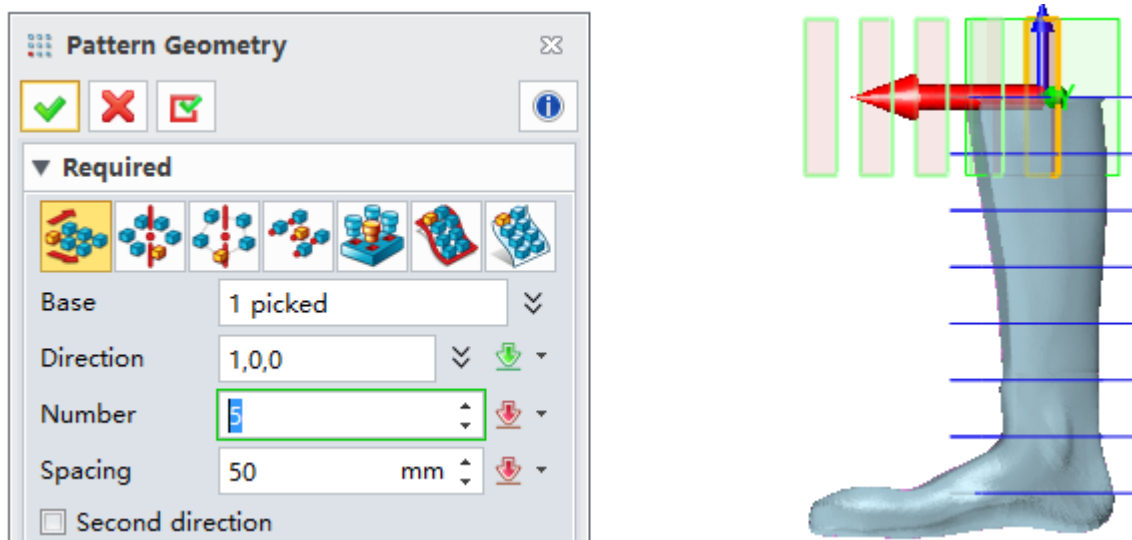 Pattern Geometry
Required
Base 1 picked
Direction 1,0,0
Number 5
Spacing 50 mm
Second direction